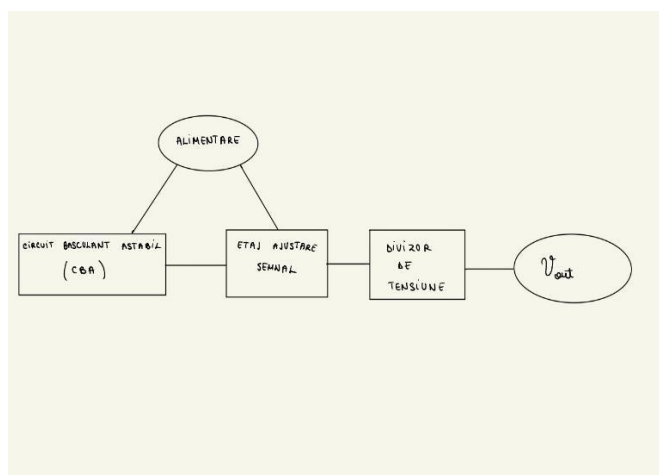 ALIMENTARE
CIRCUIT BASCULANT ASTABIL
(CBA)
ETAJ AJUSTARE
SEMNAL
DIVIZOR
DE
TENSIUNE
Vout